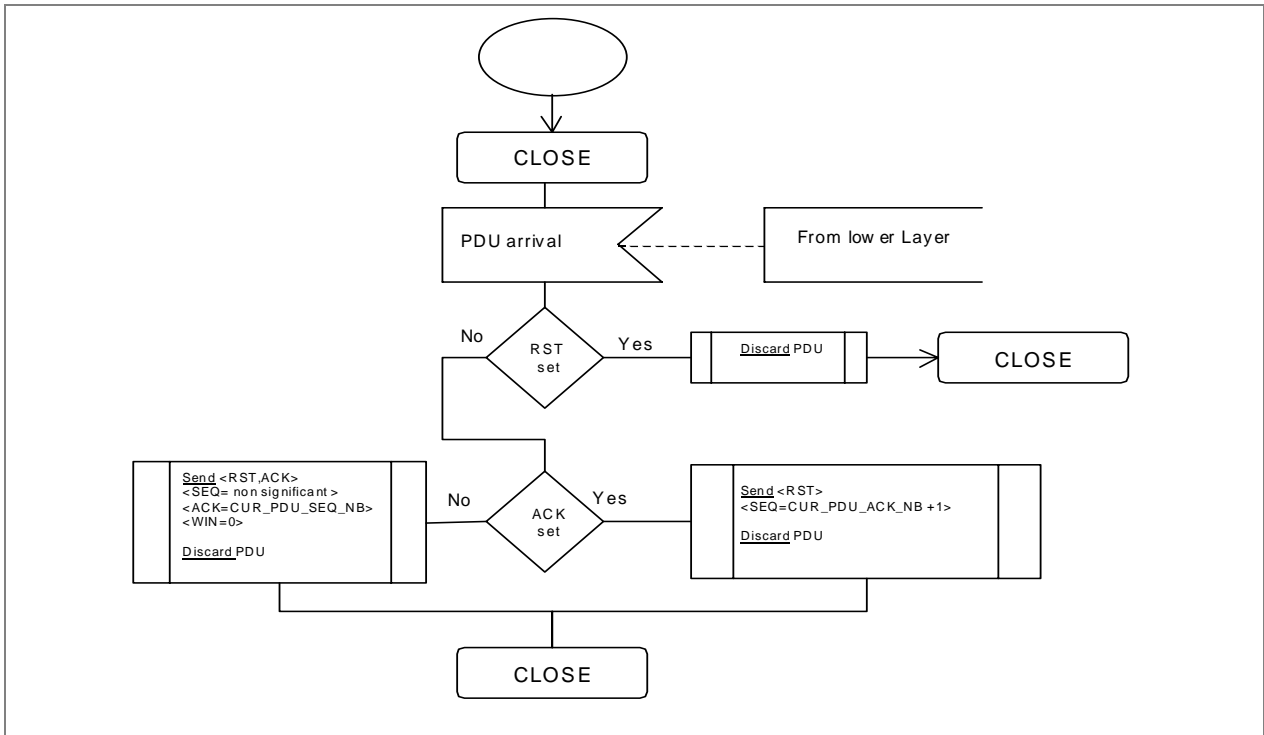 CLOSE
PDU arrival
From lower Layer
No
RST
set
Yes
Discard PDU
CLOSE
Send <RST,ACK>
<SEQ= non significant>
<ACK=CUR_PDU_SEQ_NB>
<WIN=0>
Discard PDU
No
ACK
set
Yes
Send <RST>
<SEQ=CUR_PDU_ACK_NB +1>
Discard PDU
CLOSE